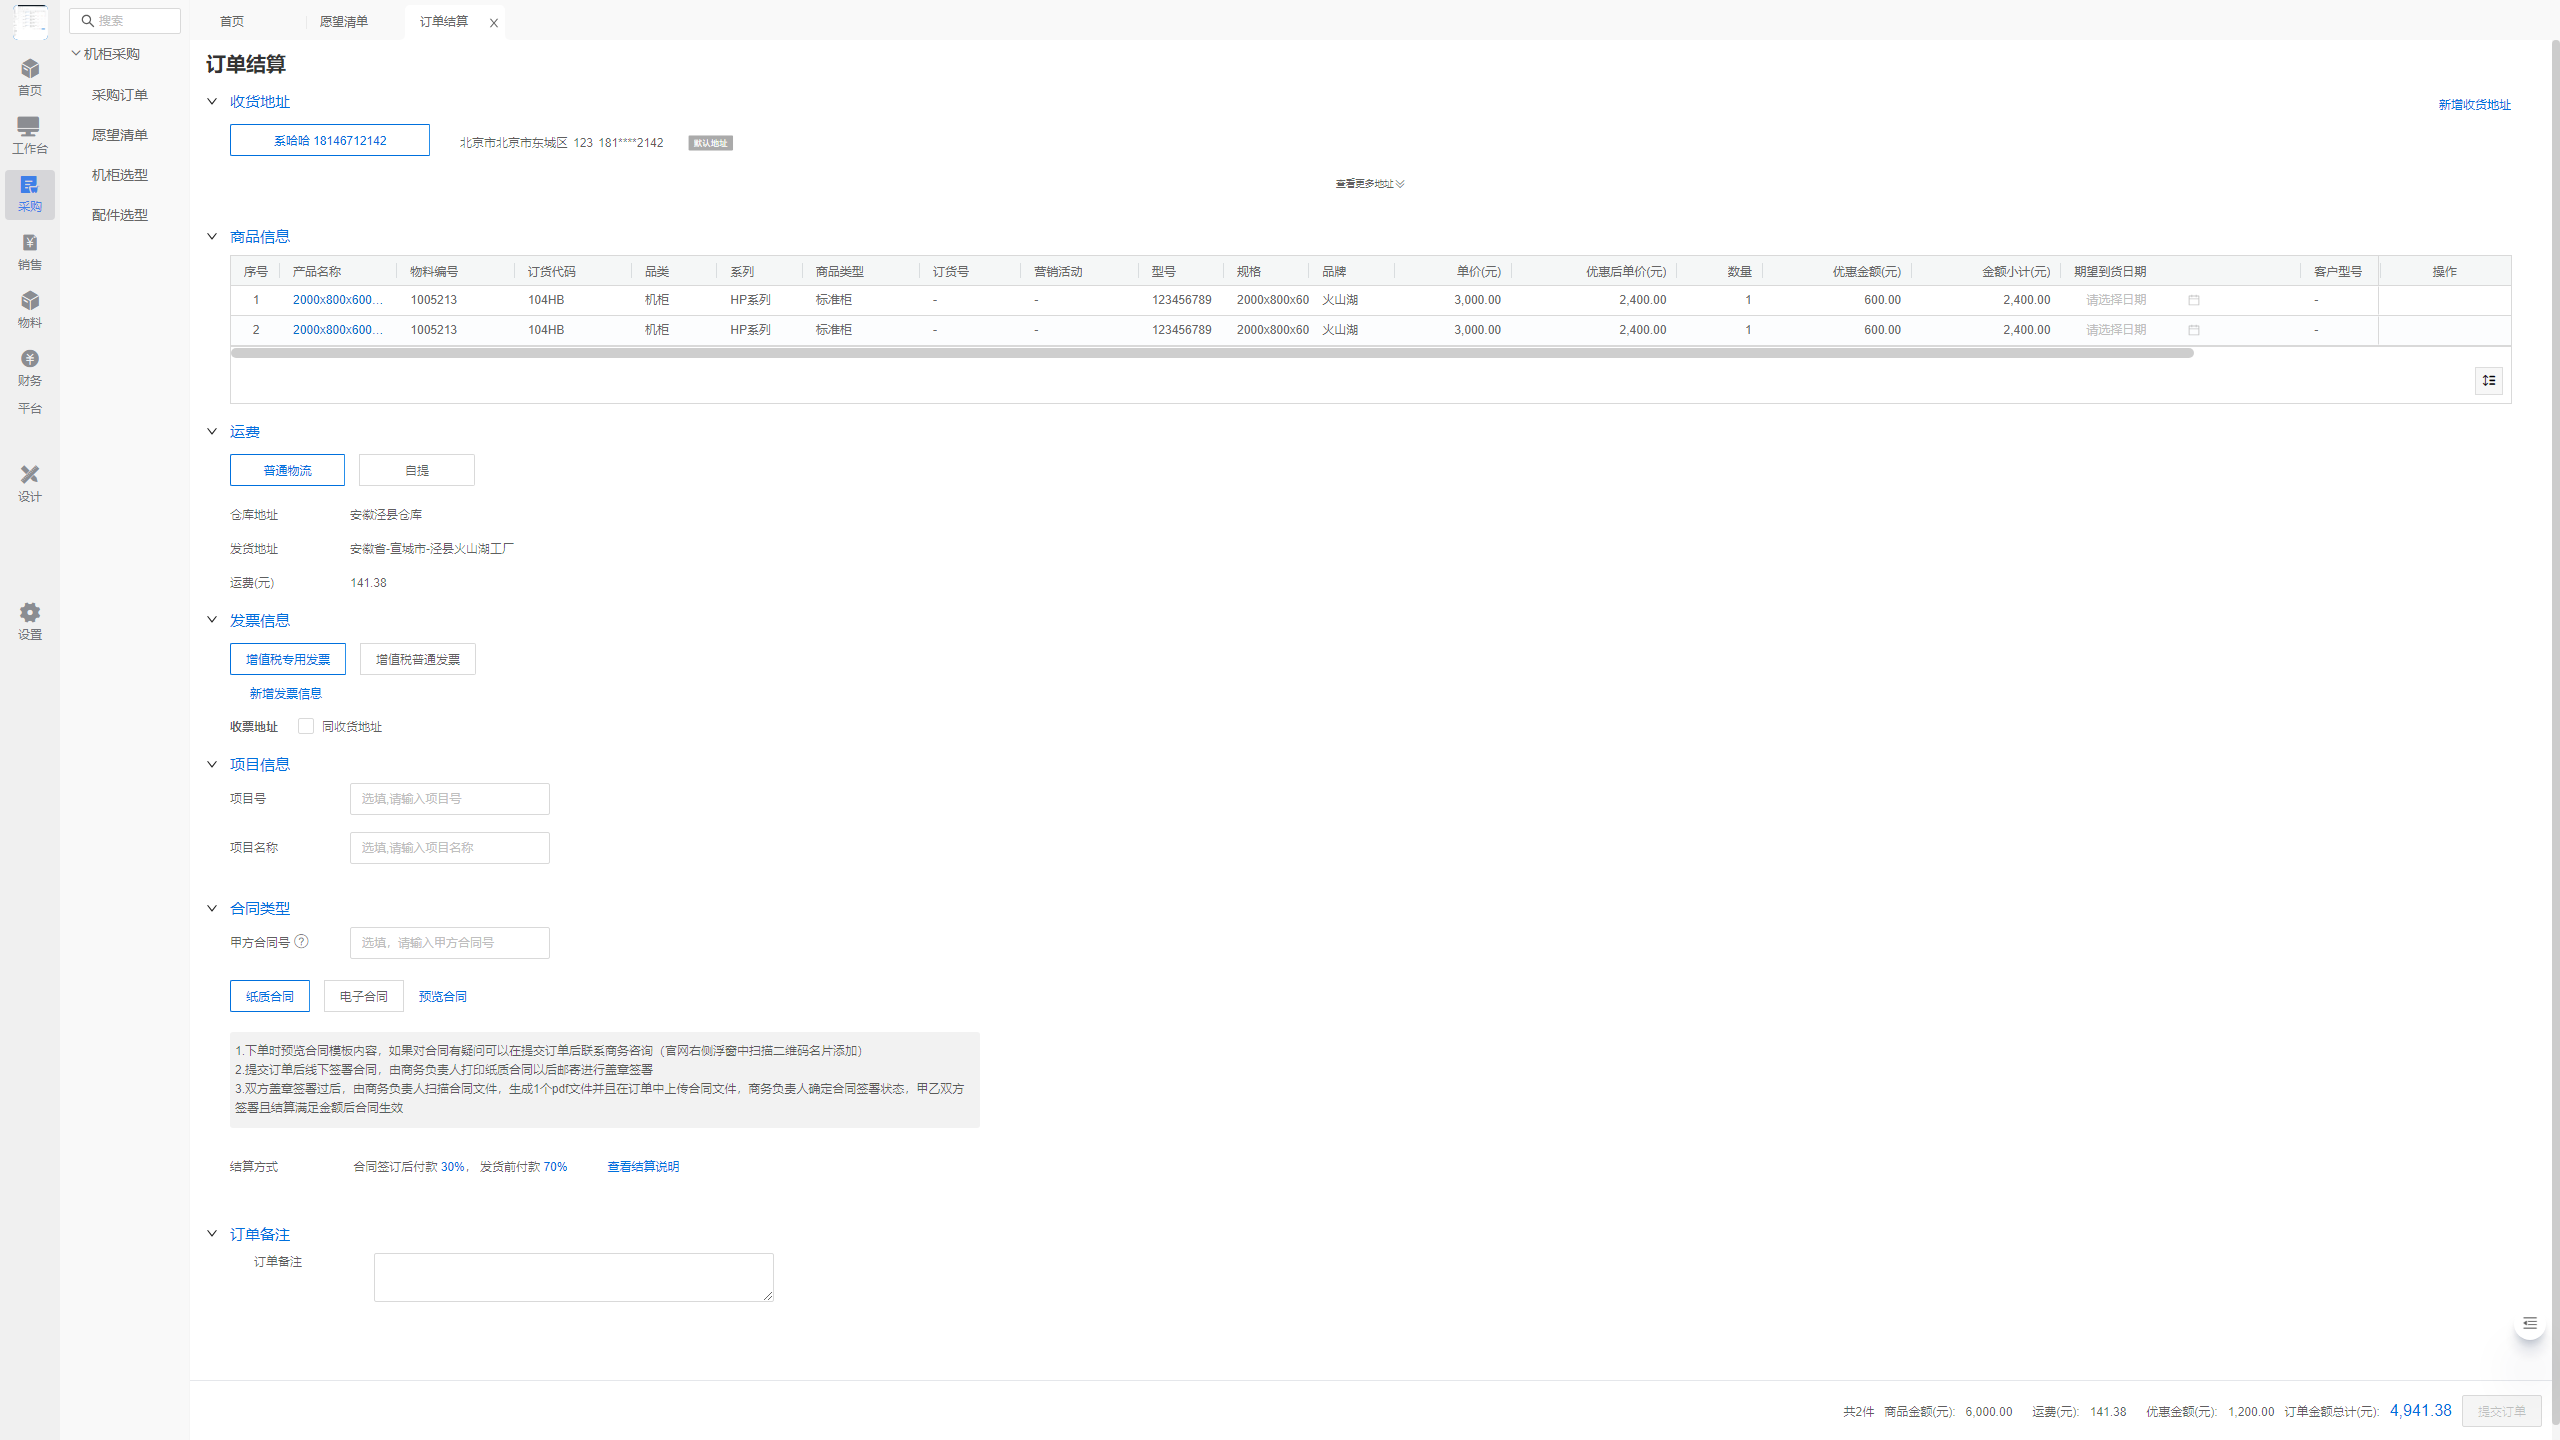 搜索
首页
愿望清单
订单结算
首页
工作台
采购
销售
物料
财务
平台
设计
设置
机柜采购
采购订单
愿望清单
机柜选型
配件选型
订单结算
收货地址
新增收货地址
系哈哈 18146712142
北京市北京市东城区 123 181****2142
默认地址
查看更多地址
商品信息
序号 产品名称 物料编号 订货代码 品类 系列 商品类型 订货号 营销活动 型号 规格 品牌 单价(元) 优惠后单价(元) 数量 优惠金额(元) 金额小计(元) 期望到货日期 客户型号 操作
1 2000x800x600... 1005213 104HB 机柜 HP系列 标准柜 - - 123456789 2000x800x60 火山湖 3,000.00 2,400.00 1 600.00 2,400.00 请选择日期 -
2 2000x800x600... 1005213 104HB 机柜 HP系列 标准柜 - - 123456789 2000x800x60 火山湖 3,000.00 2,400.00 1 600.00 2,400.00 请选择日期 -
运费
普通物流 自提
仓库地址 安徽泾县仓库
发货地址 安徽省-宣城市-泾县火山湖工厂
运费(元) 141.38
发票信息
增值税专用发票 增值税普通发票
新增发票信息
收票地址 同收货地址
项目信息
项目号 选填,请输入项目号
项目名称 选填,请输入项目名称
合同类型
甲方合同号 选填，请输入甲方合同号
纸质合同 电子合同 预览合同
1.下单时预览合同模板内容，如果对合同有疑问可以在提交订单后联系商务咨询（官网右侧浮窗中扫描二维码名片添加）
2.提交订单后线下签署合同，由商务负责人打印纸质合同以后邮寄进行盖章签署
3.双方盖章签署过后，由商务负责人扫描合同文件，生成1个pdf文件并且在订单中上传合同文件，商务负责人确定合同签署状态，甲乙双方
签署且结算满足金额后合同生效
结算方式 合同签订后付款 30%， 发货前付款 70% 查看结算说明
订单备注
订单备注
共2件 商品金额(元): 6,000.00 运费(元): 141.38 优惠金额(元): 1,200.00 订单金额总计(元): 4,941.38 提交订单